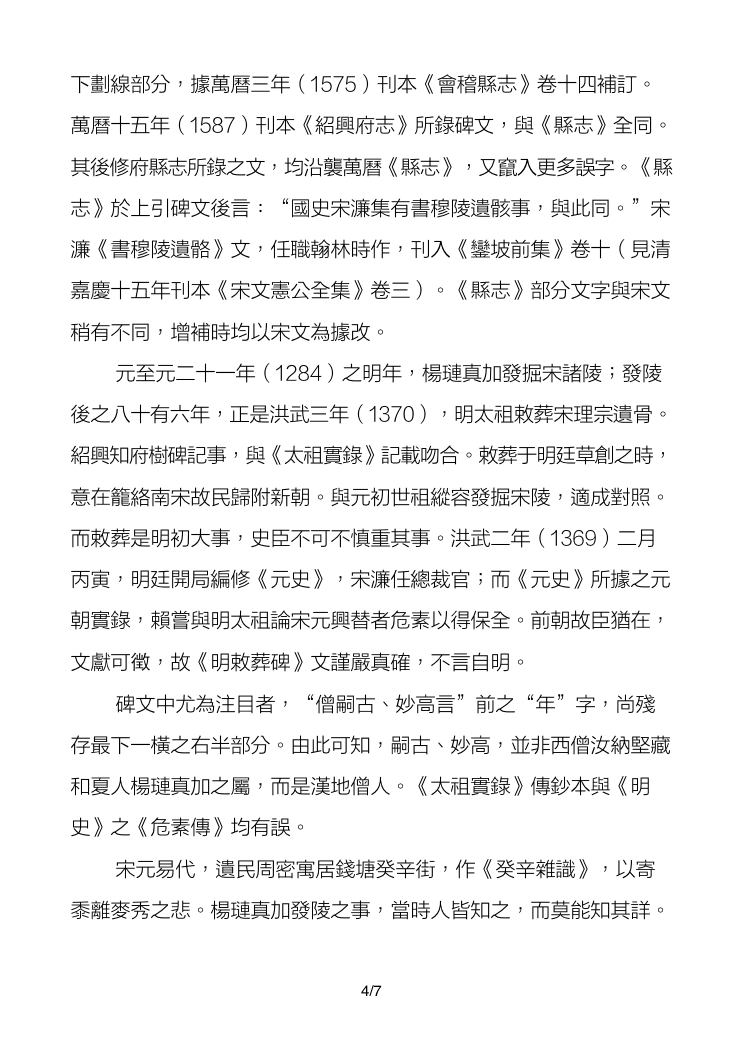 下劃線部分，據萬曆三年（1575）刊本《會稽縣志》卷十四補訂。
萬曆十五年（1587）刊本《紹興府志》所錄碑文，與《縣志》全同。
其後修府縣志所錄之文，均沿襲萬曆《縣志》，又竄入更多誤字。《縣
志》於上引碑文後言：“國史宋濂集有書穆陵遺骸事，與此同。”宋
濂《書穆陵遺骼》文，任職翰林時作，刊入《鑾坡前集》卷十（見清
嘉慶十五年刊本《宋文憲公全集》卷三）。《縣志》部分文字與宋文
稍有不同，增補時均以宋文為據改。
元至元二十一年（1284）之明年，楊璉真加發掘宋諸陵；發陵
後之八十有六年，正是洪武三年（1370），明太祖敕葬宋理宗遺骨。
紹興知府樹碑記事，與《太祖實錄》記載吻合。敕葬于明廷草創之時，
意在籠絡南宋故民歸附新朝。與元初世祖縱容發掘宋陵，適成對照。
而敕葬是明初大事，史臣不可不慎重其事。洪武二年（1369）二月
丙寅，明廷開局編修《元史》，宋濂任總裁官；而《元史》所據之元
朝實錄，賴嘗與明太祖論宋元興替者危素以得保全。前朝故臣猶在，
文獻可徵，故《明敕葬碑》文謹嚴真確，不言自明。
碑文中尤為注目者，“僧嗣古、妙高言”前之“年”字，尚殘
存最下一橫之右半部分。由此可知，嗣古、妙高，並非西僧汝納堅藏
和夏人楊璉真加之屬，而是漢地僧人。《太祖實錄》傳鈔本與《明
史》之《危素傳》均有誤。
宋元易代，遺民周密寓居錢塘癸辛街，作《癸辛雜識》，以寄
黍離麥秀之悲。楊璉真加發陵之事，當時人皆知之，而莫能知其詳。
4/7